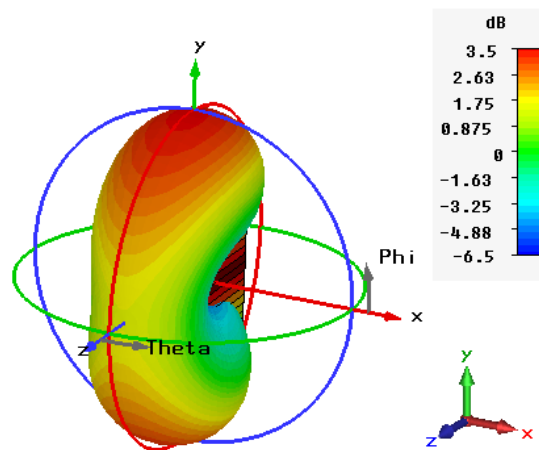 dB
3.5
2.63
1.75
0.875
0
-1.63
-3.25
-4.88
-6.5
y
Phi
x
z
Theta
y
z
x